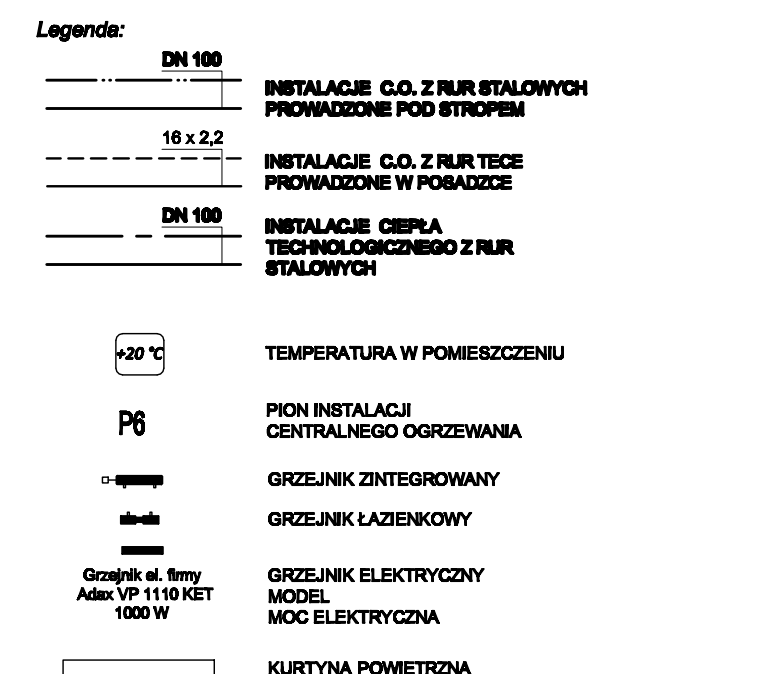 Legenda:
DN 100
INSTALACJE C.O. Z RUR STALOWYCH
PROWADZONE POD STROPEM
16 x 2,2
INSTALACJE C.O. Z RUR TECE
PROWADZONE W POSADZCE
DN 100
INSTALACJE CIEPŁA
TECHNOLOGICZNEGO Z RUR
STALOWYCH
+20 °C
TEMPERATURA W POMIESZCZENIU
P6
PION INSTALACJI
CENTRALNEGO OGRZEWANIA
GRZEJNIK ZINTEGROWANY
GRZEJNIK ŁAZIENKOWY
Grzejnik el. firmy
Adax VP 1110 KET
1000 W
GRZEJNIK ELEKTRYCZNY
MODEL
MOC ELEKTRYCZNA
KURTYNA POWIETRZNA